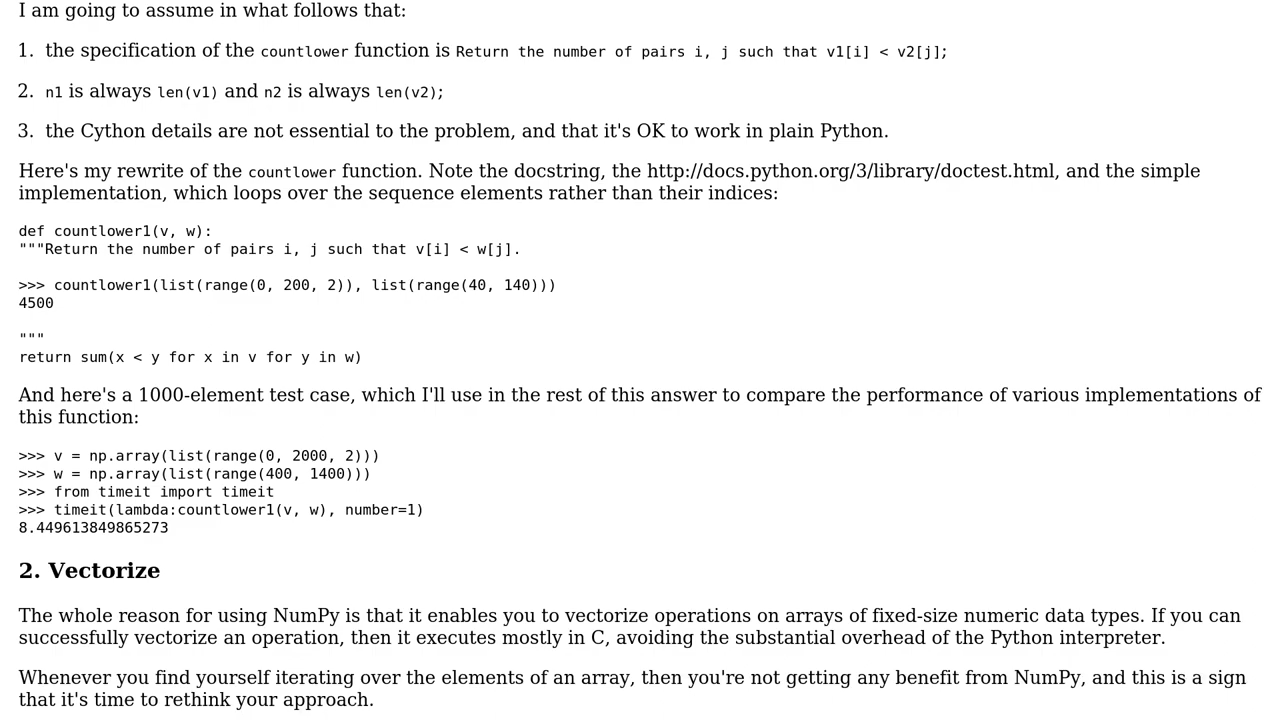 I am going to assume in what follows that:
1. the specification of the countlower function is Return the number of pairs i, j such that v1[i] < v2[j];
2. n1 is always len(v1) and n2 is always len(v2);
3. the Cython details are not essential to the problem, and that it's OK to work in plain Python.
Here's my rewrite of the countlower function. Note the docstring, the http://docs.python.org/3/library/doctest.html, and the simple
implementation, which loops over the sequence elements rather than their indices:
def countlower1(v, w):
"""Return the number of pairs i, j such that v[i] < w[j].
>>> countlower1(list(range(0, 200, 2)), list(range(40, 140)))
4500
"""
return sum(x < y for x in v for y in w)
And here's a 1000-element test case, which I'll use in the rest of this answer to compare the performance of various implementations of
this function:
>>> v = np.array(list(range(0, 2000, 2)))
>>> w = np.array(list(range(400, 1400)))
>>> from timeit import timeit
>>> timeit(lambda:countlower1(v, w), number=1)
8.449613849865273
2. Vectorize
The whole reason for using NumPy is that it enables you to vectorize operations on arrays of fixed-size numeric data types. If you can
successfully vectorize an operation, then it executes mostly in C, avoiding the substantial overhead of the Python interpreter.
Whenever you find yourself iterating over the elements of an array, then you're not getting any benefit from NumPy, and this is a sign
that it's time to rethink your approach.